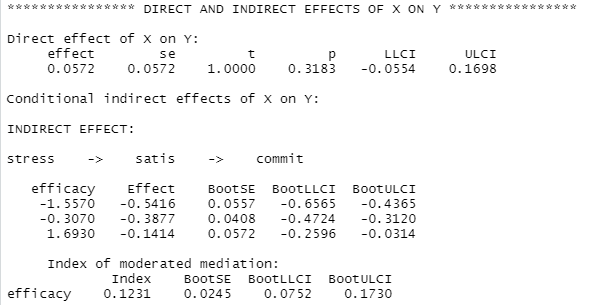 **************** DIRECT AND INDIRECT EFFECTS OF X ON Y ****************
Direct effect of X on Y:
effect se t p LLCI ULCI
0.0572 0.0572 1.0000 0.3183 -0.0554 0.1698
Conditional indirect effects of X on Y:
INDIRECT EFFECT:
stress -> satis -> commit
efficacy Effect BootSE BootLLCI BootULCI
-1.5570 -0.5416 0.0557 -0.6565 -0.4365
-0.3070 -0.3877 0.0408 -0.4724 -0.3120
1.6930 -0.1414 0.0572 -0.2596 -0.0314
Index of moderated mediation:
Index BootSE BootLLCI BootULCI
efficacy 0.1231 0.0245 0.0752 0.1730